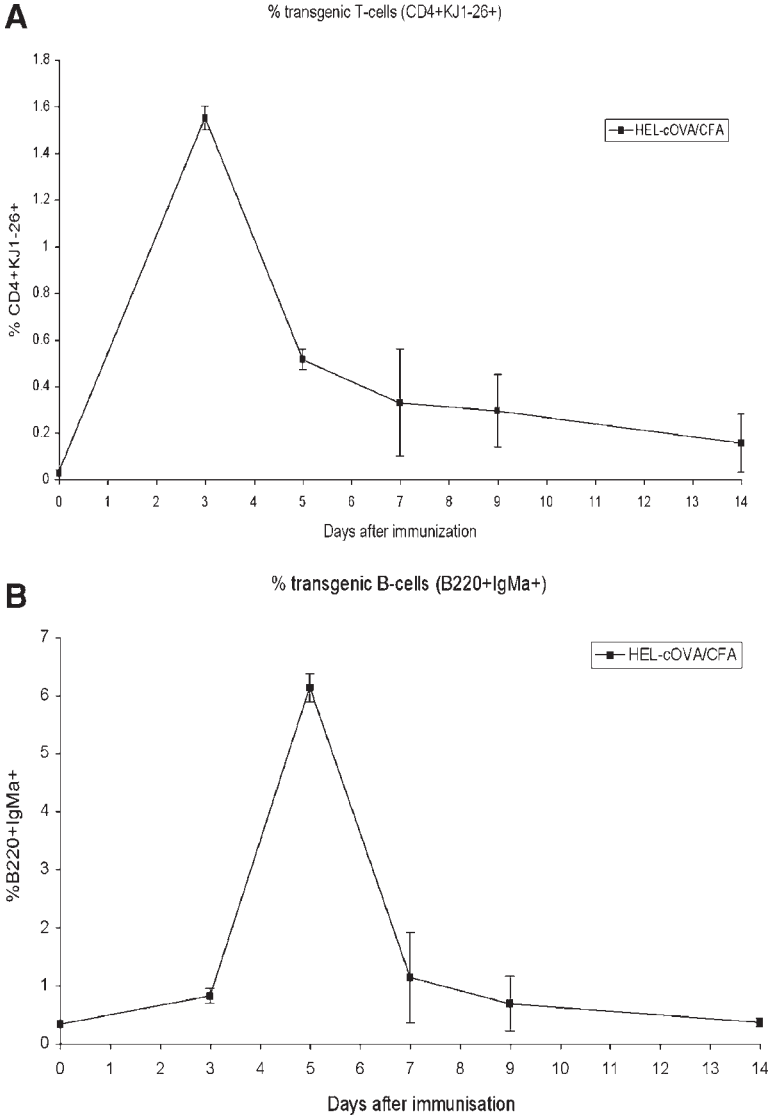 A
% transgenic T-cells (CD4+KJ1-26+)
1.8
1.6
1.4
1.2
1
0.8
0.6
0.4
0.2
0
% CD4+KJ1-26+
HEL-cOVA/CFA
0 1 2 3 4 5 6 7 8 9 10 11 12 13 14
Days after immunization
B
% transgenic B-cells (B220+IgMa+)
7
6
5
4
3
2
1
0
%B220+IgMa+
HEL-cOVA/CFA
0 1 2 3 4 5 6 7 8 9 10 11 12 13 14
Days after immunisation